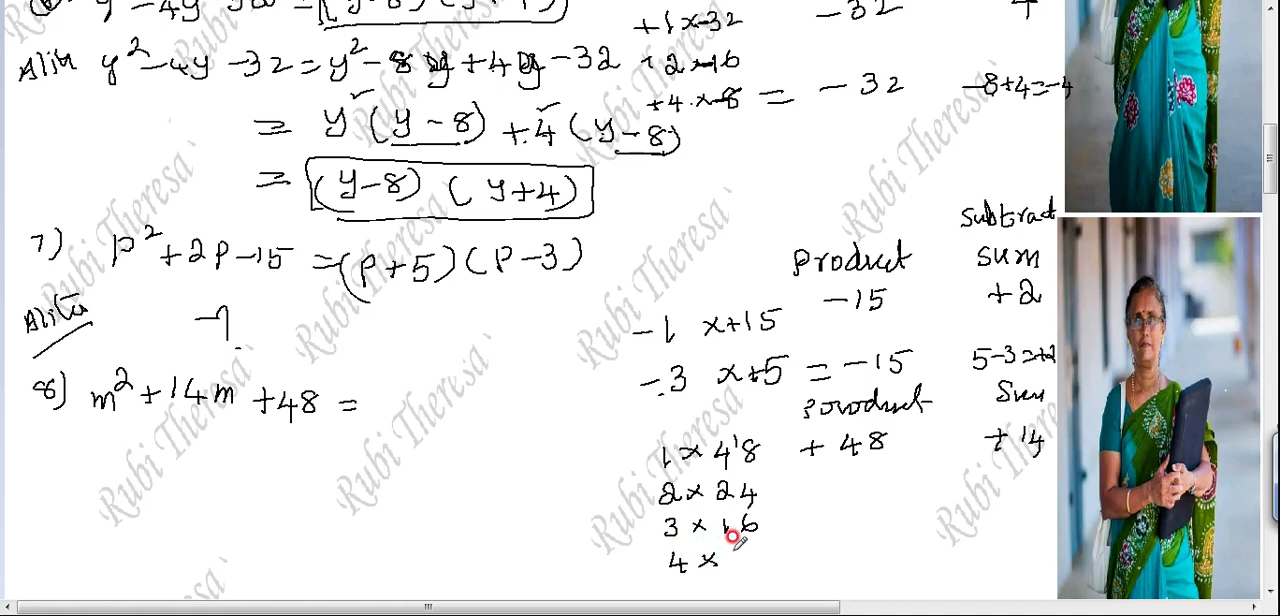 Aliter y² - 4y - 32 = y² - 8y + 4y - 32
+1 x -32
-32
+2 -16
+4 x -8 = -32
-8+4=-4
= y (y - 8) + 4 (y - 8)
= (y - 8) (y + 4)
7) p² + 2p - 15 = (p + 5) (p - 3)
Subtract
Product Sum
-15 +2
Aliter
-1 x +15
-3 x +5 = -15 5-3=+2
8) m² + 14m + 48 =
Product Sum
1 x 48 +48 +14
2 x 24
3 x 16
4 x
Rubi Theresa